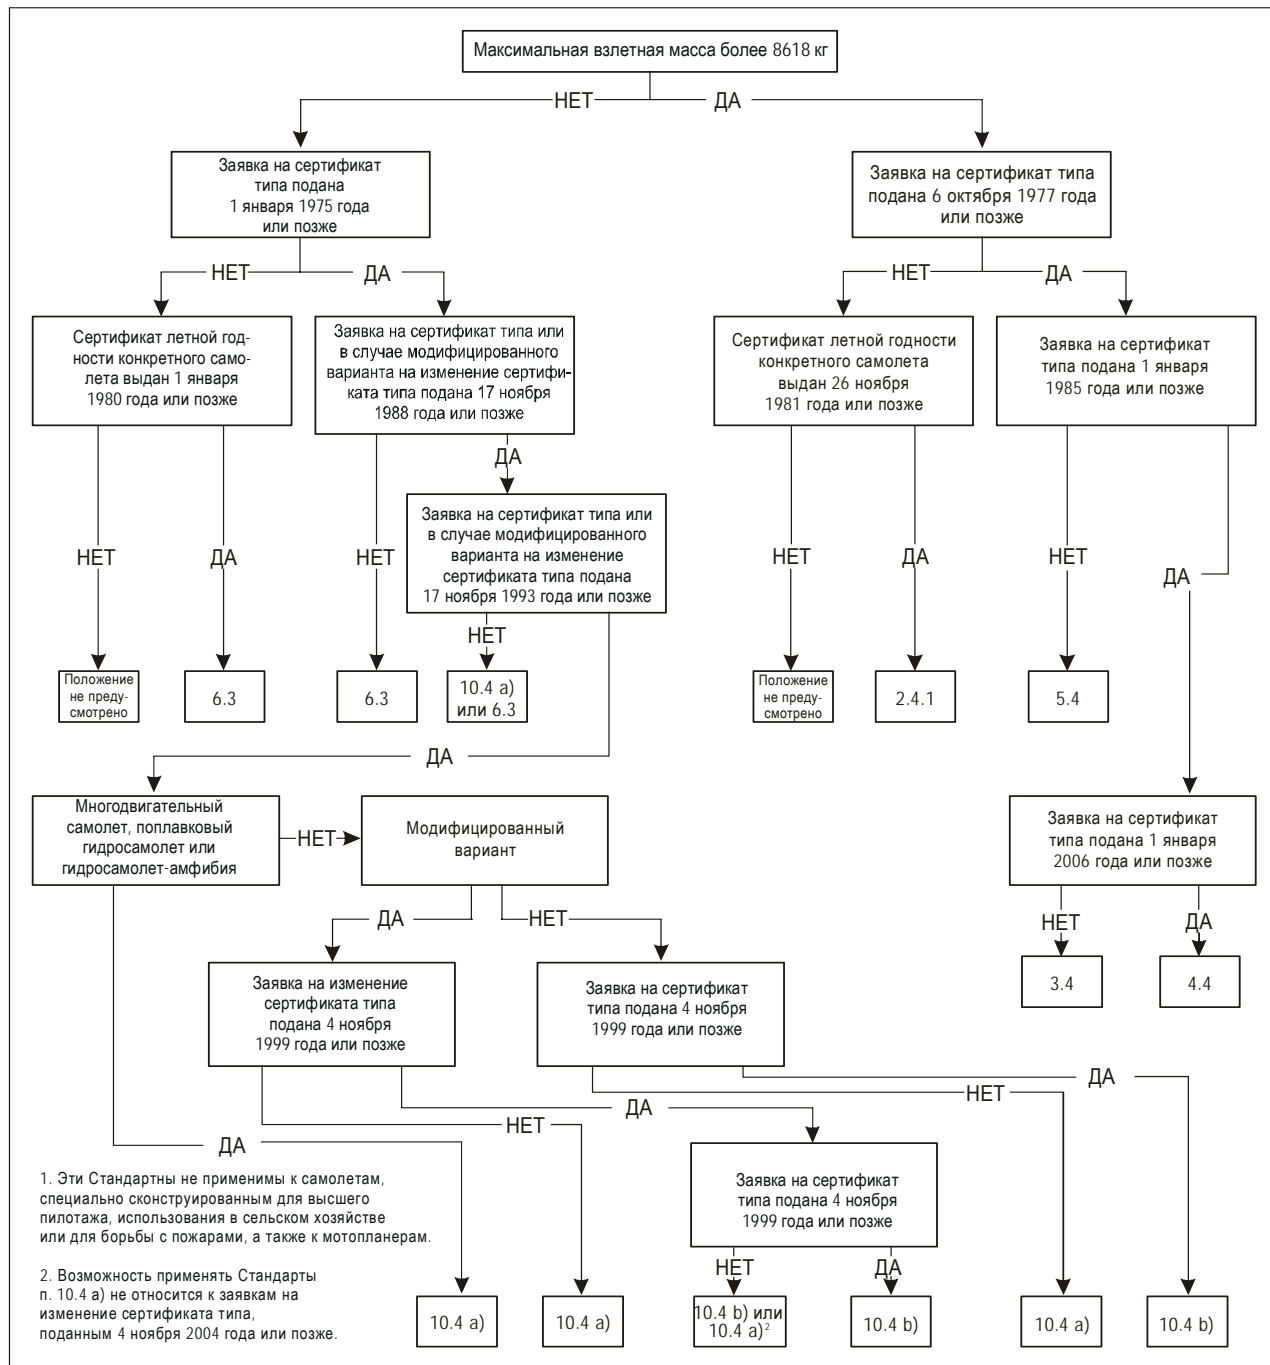 Максимальная взлетная масса более 8618 кг
НЕТ
ДА
Заявка на сертификат
типа подана
1 января 1975 года
или позже
Заявка на сертификат типа
подана 6 октября 1977 года
или позже
НЕТ
ДА
НЕТ
ДА
Сертификат летной год-
ности конкретного само-
лета выдан 1 января
1980 года или позже
Заявка на сертификат типа или
в случае модифицированного
варианта на изменение сертифи-
ката типа подана 17 ноября
1988 года или позже
Сертификат летной годности
конкретного самолета
выдан 26 ноября
1981 года или позже
Заявка на сертификат
типа подана 1 января
1985 года или позже
ДА
Заявка на сертификат типа или
в случае модифицированного
варианта на изменение
сертификата типа подана
17 ноября 1993 года или позже
НЕТ
ДА
НЕТ
НЕТ
ДА
НЕТ
ДА
НЕТ
Положение
не преду-
смотрено
6.3
6.3
10.4 a)
или 6.3
Положение
не преду-
смотрено
2.4.1
5.4
ДА
Многодвигательный
самолет, поплавковый
гидросамолет или
гидросамолет-амфибия
НЕТ
Модифицированный
вариант
Заявка на сертификат
типа подана 1 января
2006 года или позже
ДА
НЕТ
НЕТ
ДА
Заявка на изменение
сертификата типа
подана 4 ноября
1999 года или позже
Заявка на сертификат
типа подана 4 ноября
1999 года или позже
3.4
4.4
ДА
НЕТ
ДА
НЕТ
ДА
Заявка на сертификат
типа подана 4 ноября
1999 года или позже
1. Эти Стандартны не применимы к самолетам,
специально сконструированным для высшего
пилотажа, использования в сельском хозяйстве
или для борьбы с пожарами, а также к мотопланерам.
2. Возможность применять Стандарты
п. 10.4 a) не относится к заявкам на
изменение сертификата типа,
поданным 4 ноября 2004 года или позже.
НЕТ
ДА
10.4 a)
10.4 a)
10.4 b) или
10.4 a)²
10.4 b)
10.4 a)
10.4 b)